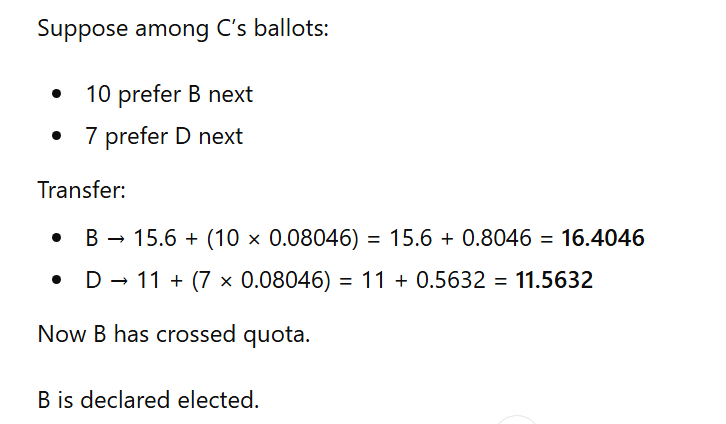 Suppose among C’s ballots:
• 10 prefer B next
• 7 prefer D next
Transfer:
• B → 15.6 + (10 × 0.08046) = 15.6 + 0.8046 = 16.4046
• D → 11 + (7 × 0.08046) = 11 + 0.5632 = 11.5632
Now B has crossed quota.
B is declared elected.